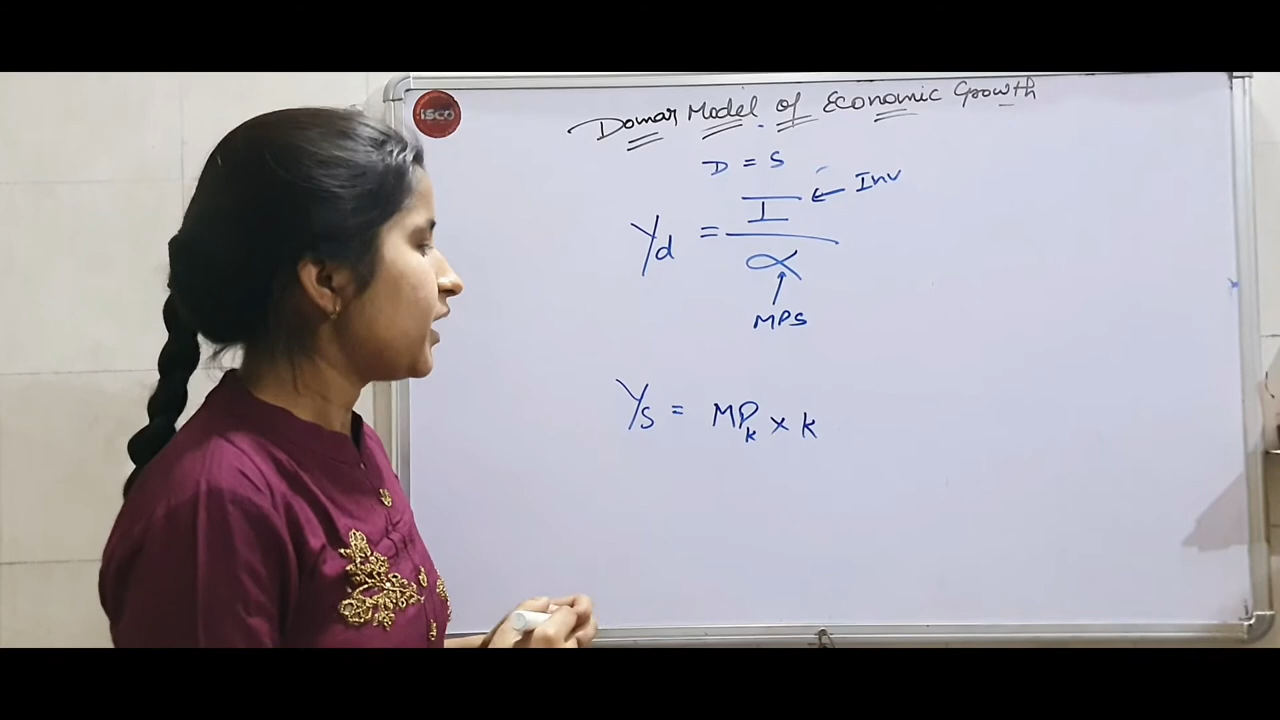 isco
Domar Model of Economic Growth
D = S
Yd = I / α
Inv
MPS
Ys = MPk × k